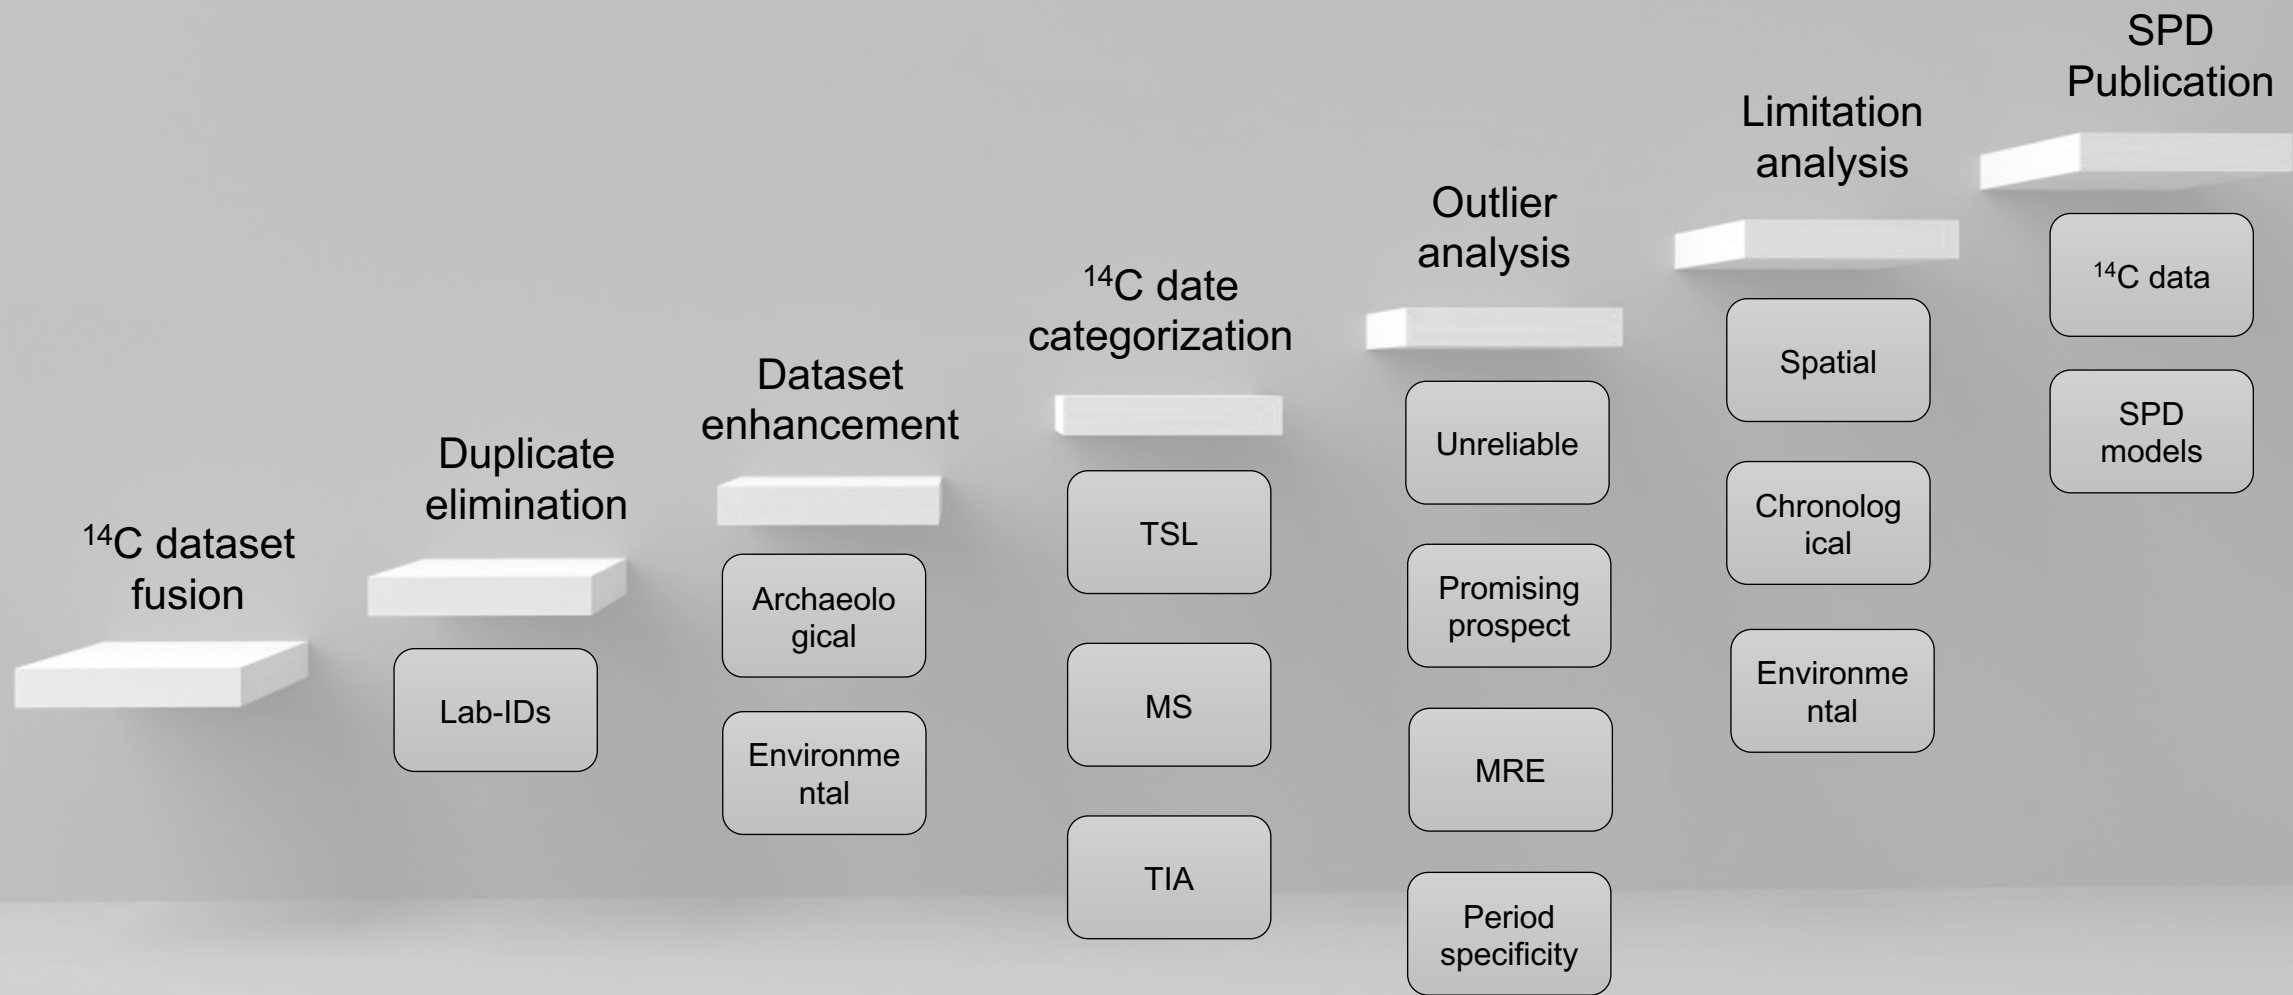 ¹⁴C dataset
fusion
Duplicate
elimination
Lab-IDs
Dataset
enhancement
Archaeolo
gical
Environme
ntal
¹⁴C date
categorization
TSL
MS
TIA
Outlier
analysis
Unreliable
Promising
prospect
MRE
Period
specificity
Limitation
analysis
Spatial
Chronolog
ical
Environme
ntal
SPD
Publication
¹⁴C data
SPD
models